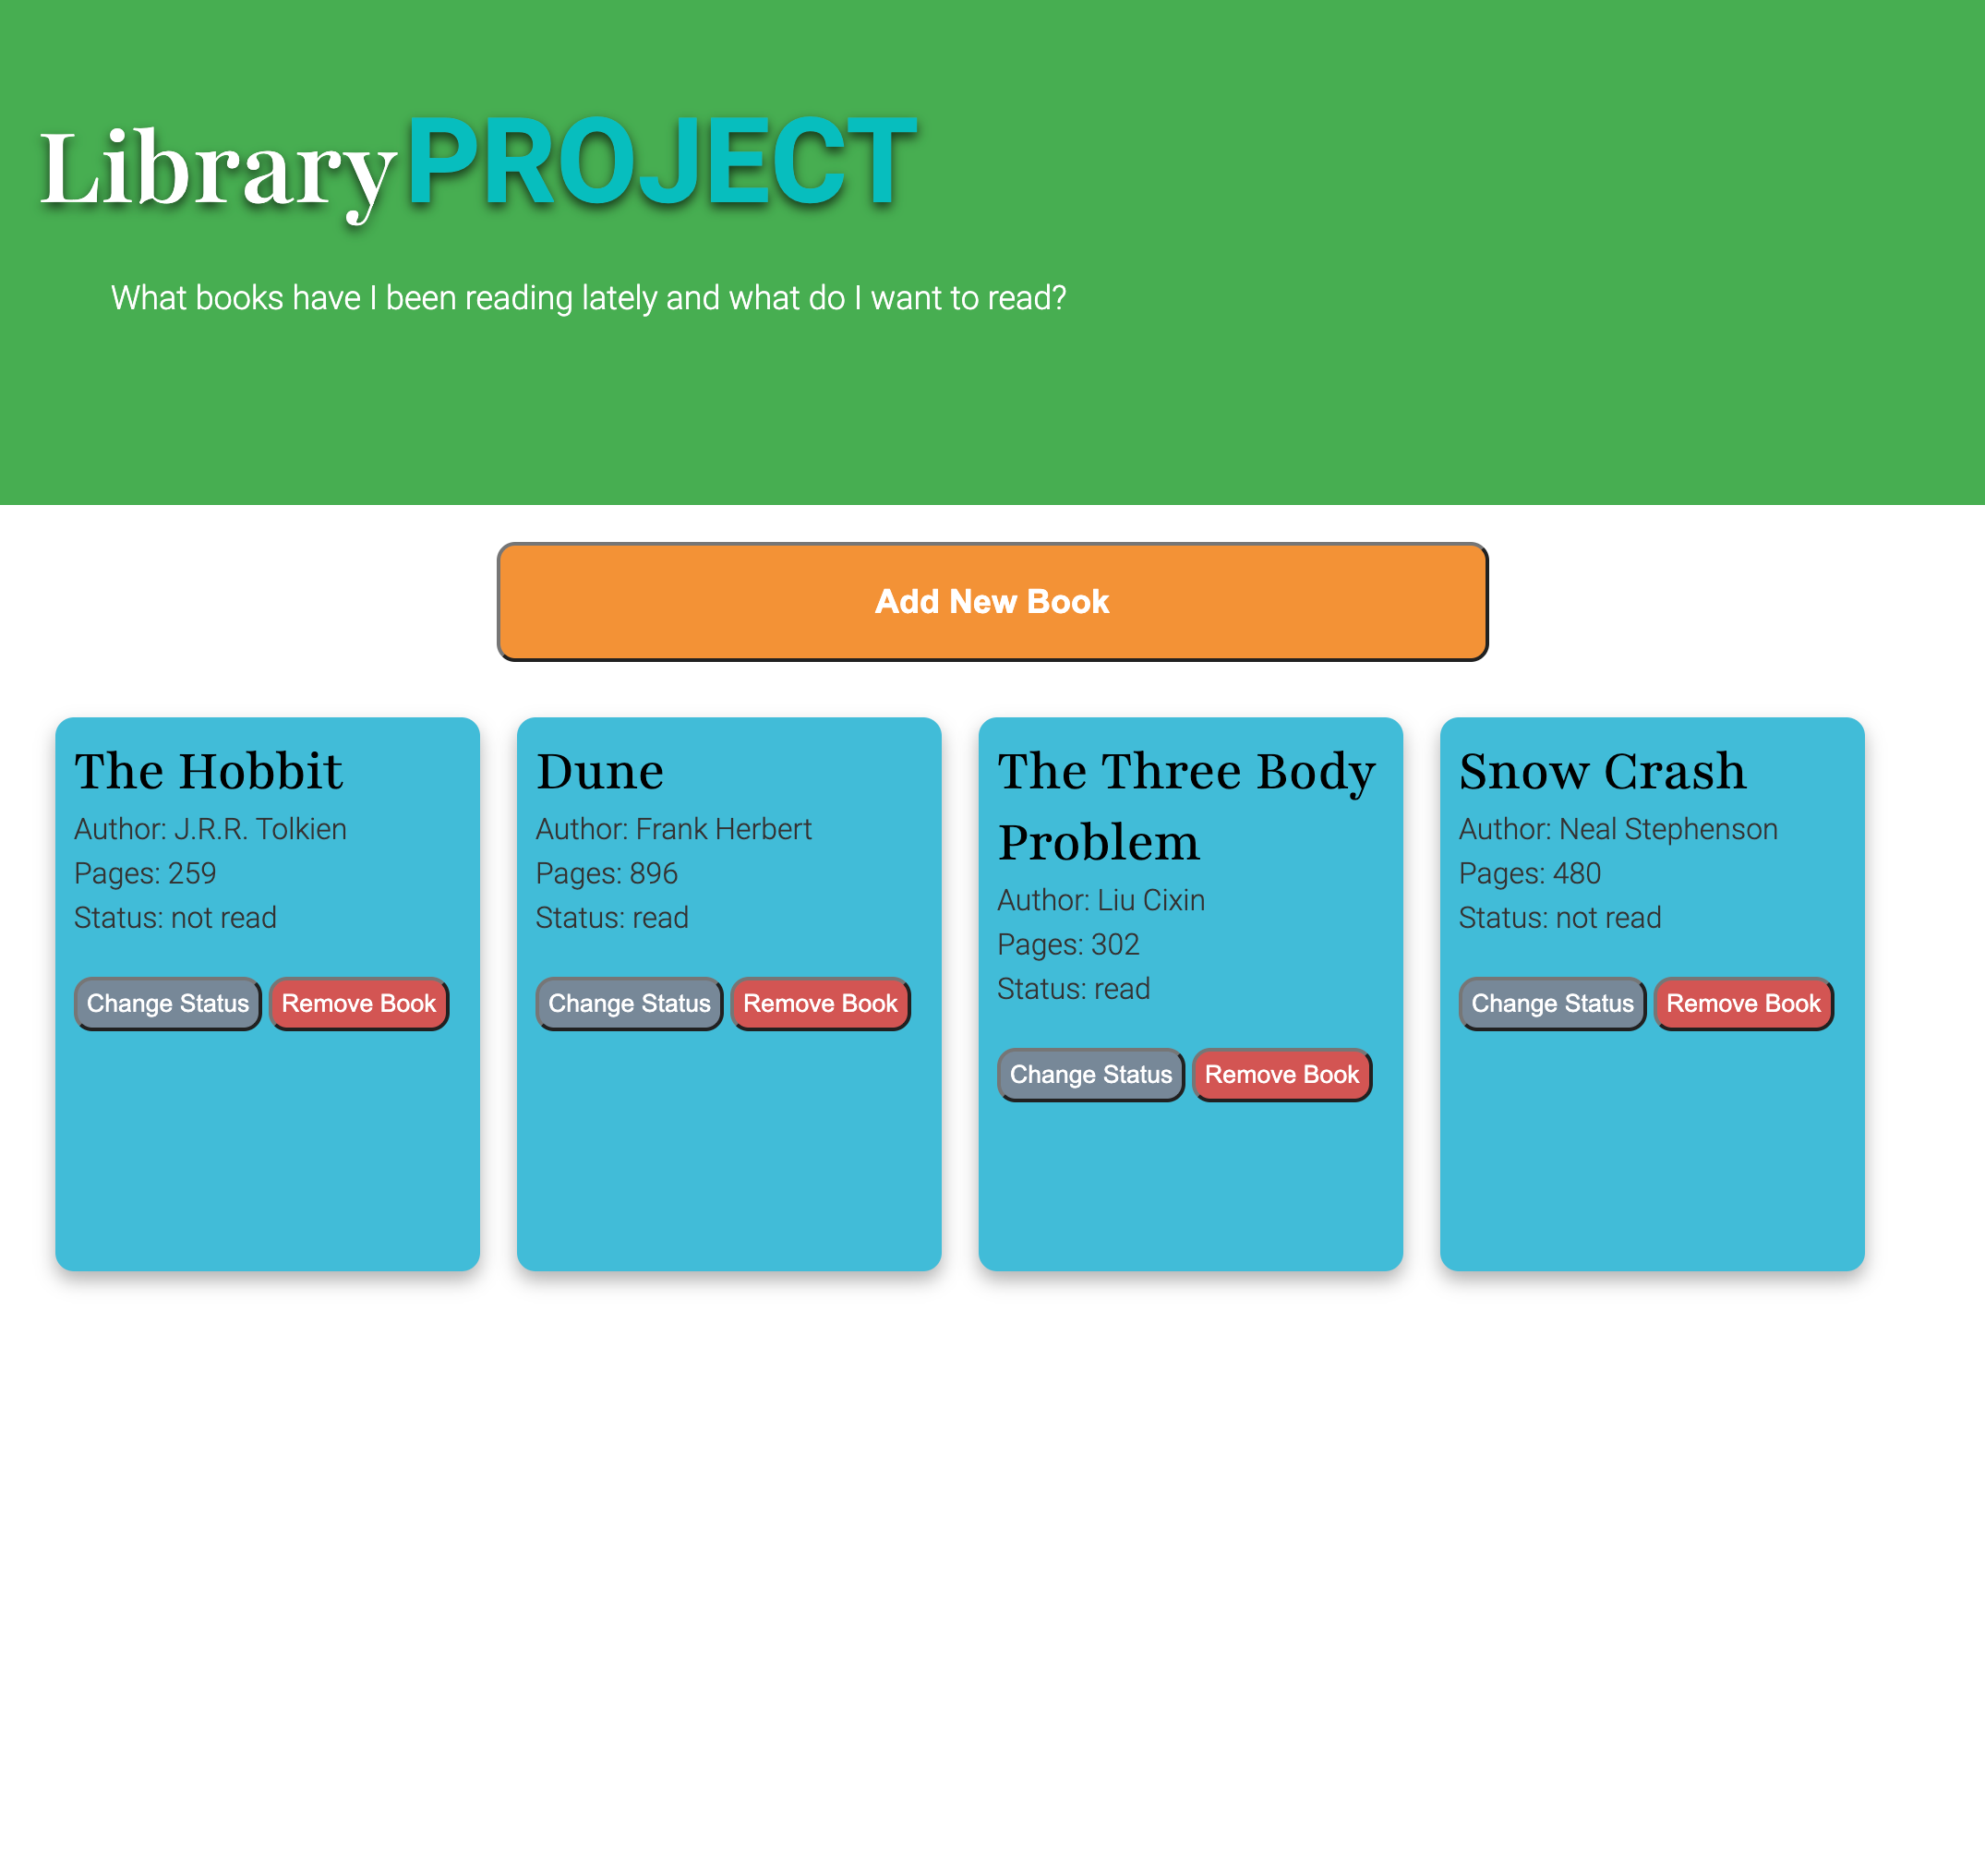 Library PROJECT
What books have I been reading lately and what do I want to read?
Add New Book
The Hobbit
Author: J.R.R. Tolkien
Pages: 259
Status: not read
Change Status Remove Book
Dune
Author: Frank Herbert
Pages: 896
Status: read
Change Status Remove Book
The Three Body
Problem
Author: Liu Cixin
Pages: 302
Status: read
Change Status Remove Book
Snow Crash
Author: Neal Stephenson
Pages: 480
Status: not read
Change Status Remove Book